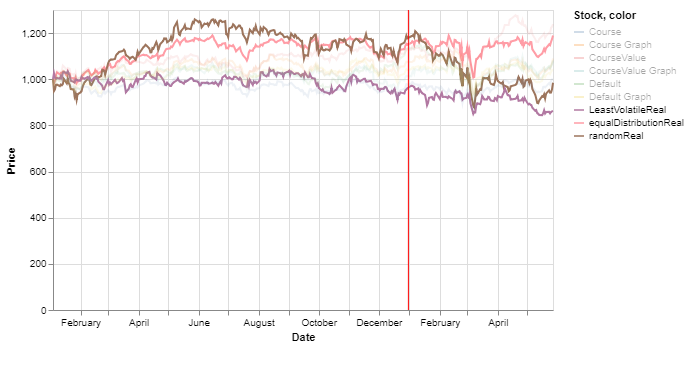 Stock, color
Course
Course Graph
CourseValue
CourseValue Graph
Default
Default Graph
LeastVolatileReal
equalDistributionReal
randomReal
Price
1,200
1,000
800
600
400
200
0
February April June August October December February April
Date